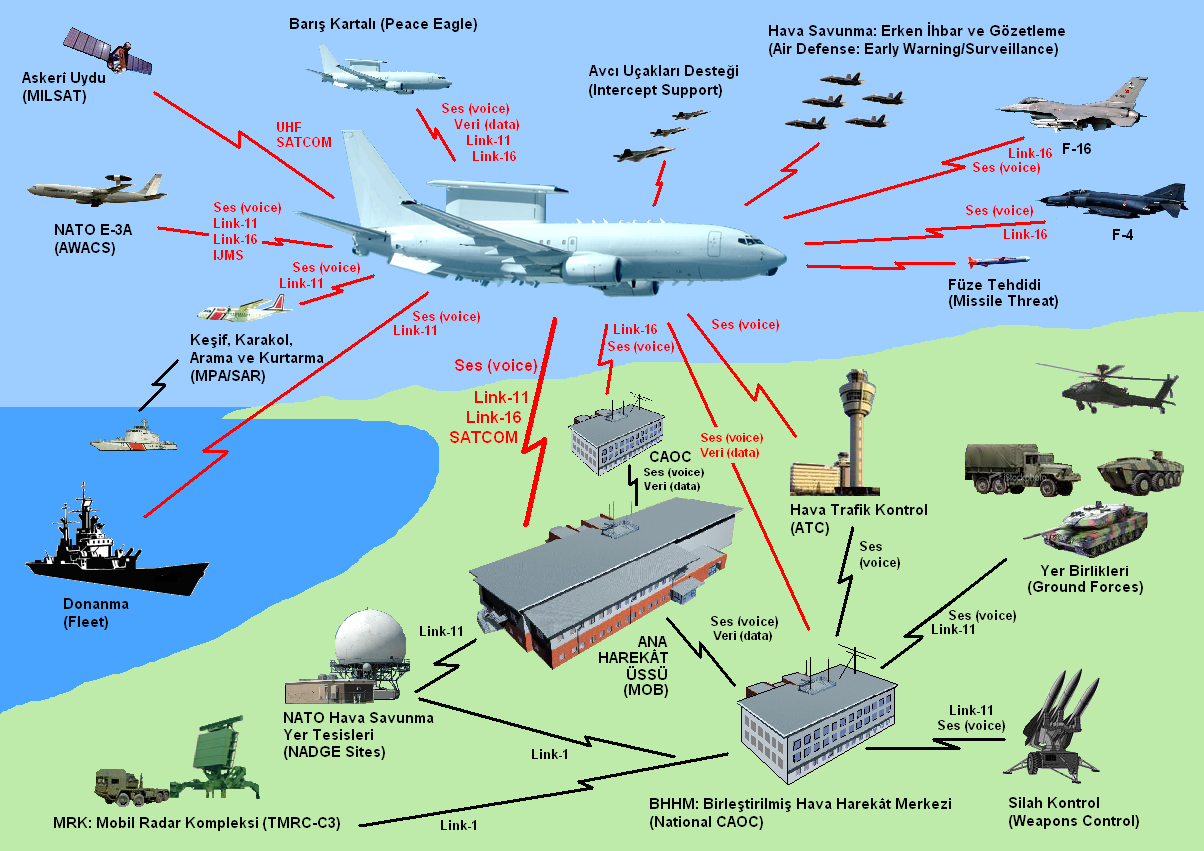 Barış Kartalı (Peace Eagle)
Hava Savunma: Erken İhbar ve Gözetleme
(Air Defense: Early Warning/Surveillance)
Askerî Uydu
(MILSAT)
Avcı Uçakları Desteği
(Intercept Support)
Ses (voice)
Veri (data)
Link-11
Link-16
UHF
SATCOM
F-16
Link-16
Ses (voice)
NATO E-3A
(AWACS)
Ses (voice)
Link-11
Link-16
IJMS
Ses (voice)
Link-16
F-4
Ses (voice)
Link-11
Füze Tehdidi
(Missile Threat)
Keşif, Karakol,
Arama ve Kurtarma
(MPA/SAR)
Ses (voice)
Link-11
Link-16
Ses (voice)
Ses (voice)
Ses (voice)
Link-11
Link-16
SATCOM
CAOC
Ses (voice)
Veri (data)
Ses (voice)
Veri (data)
Hava Trafik Kontrol
(ATC)
Ses
(voice)
Yer Birlikleri
(Ground Forces)
Donanma
(Fleet)
Link-11
Ses (voice)
Veri (data)
Ses (voice)
Link-11
ANA
HAREKÂT
ÜSSÜ
(MOB)
NATO Hava Savunma
Yer Tesisleri
(NADGE Sites)
Link-11
Ses (voice)
Link-1
MRK: Mobil Radar Kompleksi (TMRC-C3)
Link-1
BHHM: Birleştirilmiş Hava Harekât Merkezi
(National CAOC)
Silah Kontrol
(Weapons Control)